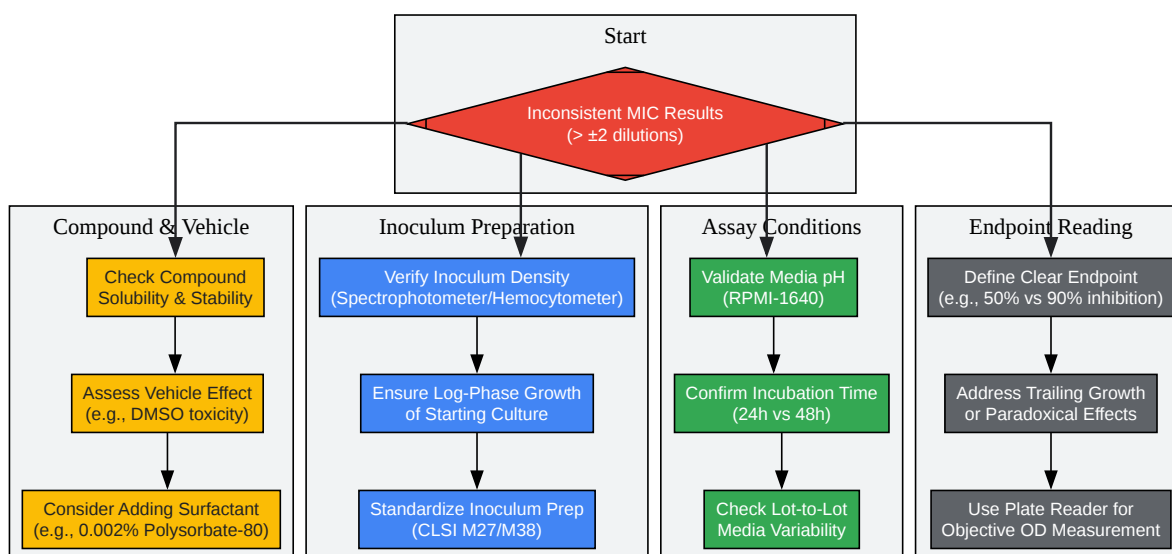 Start
Inconsistent MIC Results
(> ±2 dilutions)
Compound & Vehicle
Check Compound
Solubility & Stability
Assess Vehicle Effect
(e.g., DMSO toxicity)
Consider Adding Surfactant
(e.g., 0.002% Polysorbate-80)
Inoculum Preparation
Verify Inoculum Density
(Spectrophotometer/Hemocytometer)
Ensure Log-Phase Growth
of Starting Culture
Standardize Inoculum Prep
(CLSI M27/M38)
Assay Conditions
Validate Media pH
(RPMI-1640)
Confirm Incubation Time
(24h vs 48h)
Check Lot-to-Lot
Media Variability
Endpoint Reading
Define Clear Endpoint
(e.g., 50% vs 90% inhibition)
Address Trailing Growth
or Paradoxical Effects
Use Plate Reader for
Objective OD Measurement